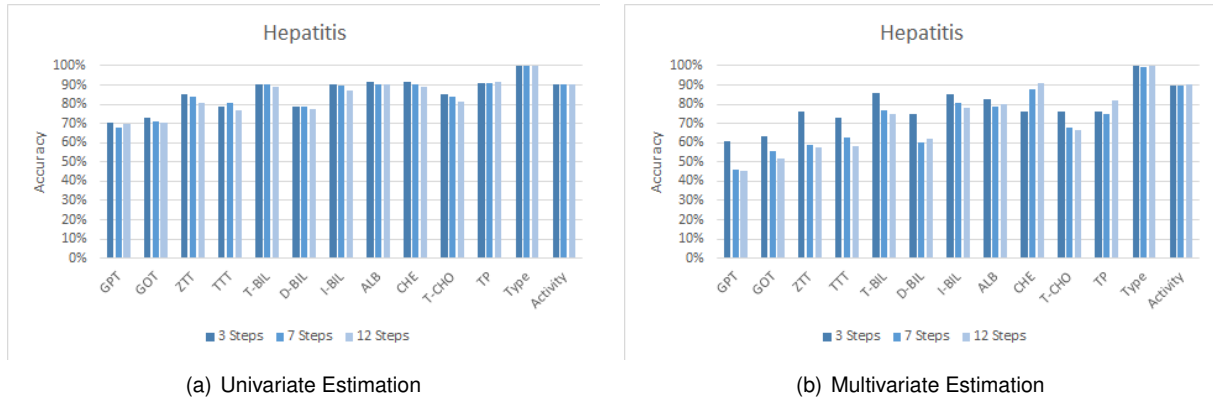 Hepatitis
Accuracy
100%
90%
80%
70%
60%
50%
40%
30%
20%
10%
0%
GPT GOT ZTT TTT T-BIL D-BIL I-BIL ALB CHE T-CHO TP Type Activity
3 Steps 7 Steps 12 Steps
(a) Univariate Estimation
Hepatitis
Accuracy
100%
90%
80%
70%
60%
50%
40%
30%
20%
10%
0%
GPT GOT ZTT TTT T-BIL D-BIL I-BIL ALB CHE T-CHO TP Type Activity
3 Steps 7 Steps 12 Steps
(b) Multivariate Estimation